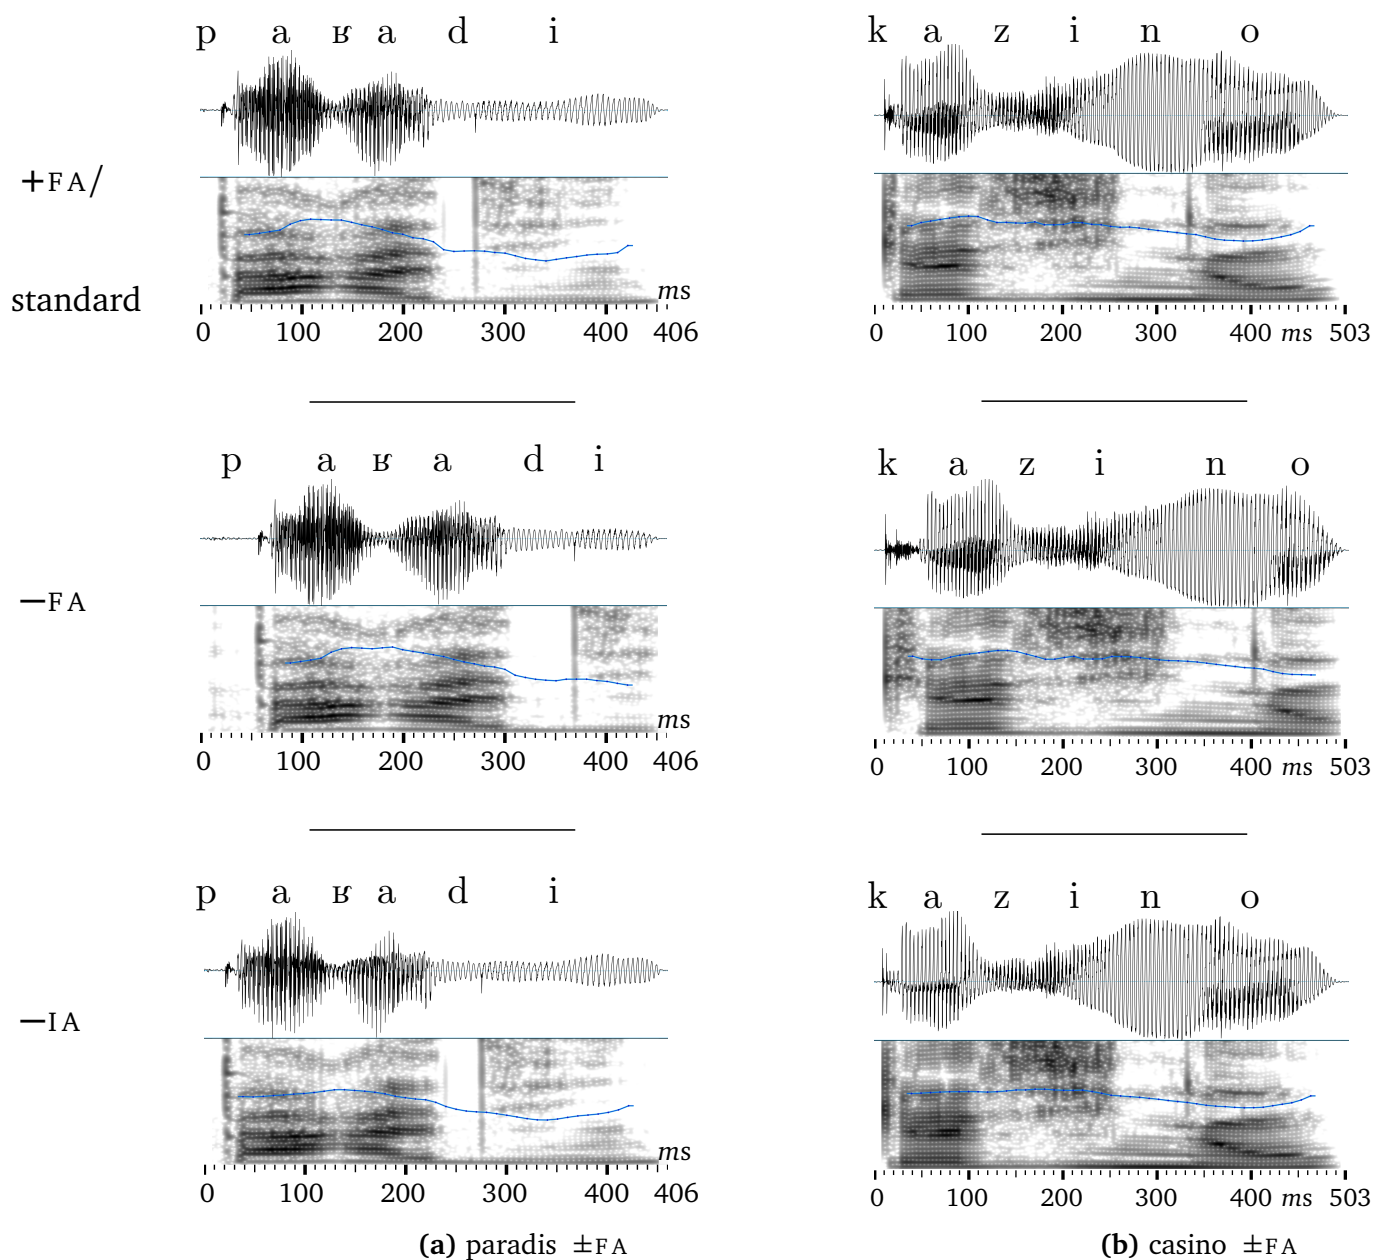 p a ʁ a d i
k a z i n o
+FA/
standard
ms
0 100 200 300 400 406
0 100 200 300 400 ms 503
p a ʁ a d i
k a z i n o
−FA
ms
0 100 200 300 400 406
0 100 200 300 400 ms 503
p a ʁ a d i
k a z i n o
−IA
ms
0 100 200 300 400 406
0 100 200 300 400 ms 503
(a) paradis ±FA
(b) casino ±FA